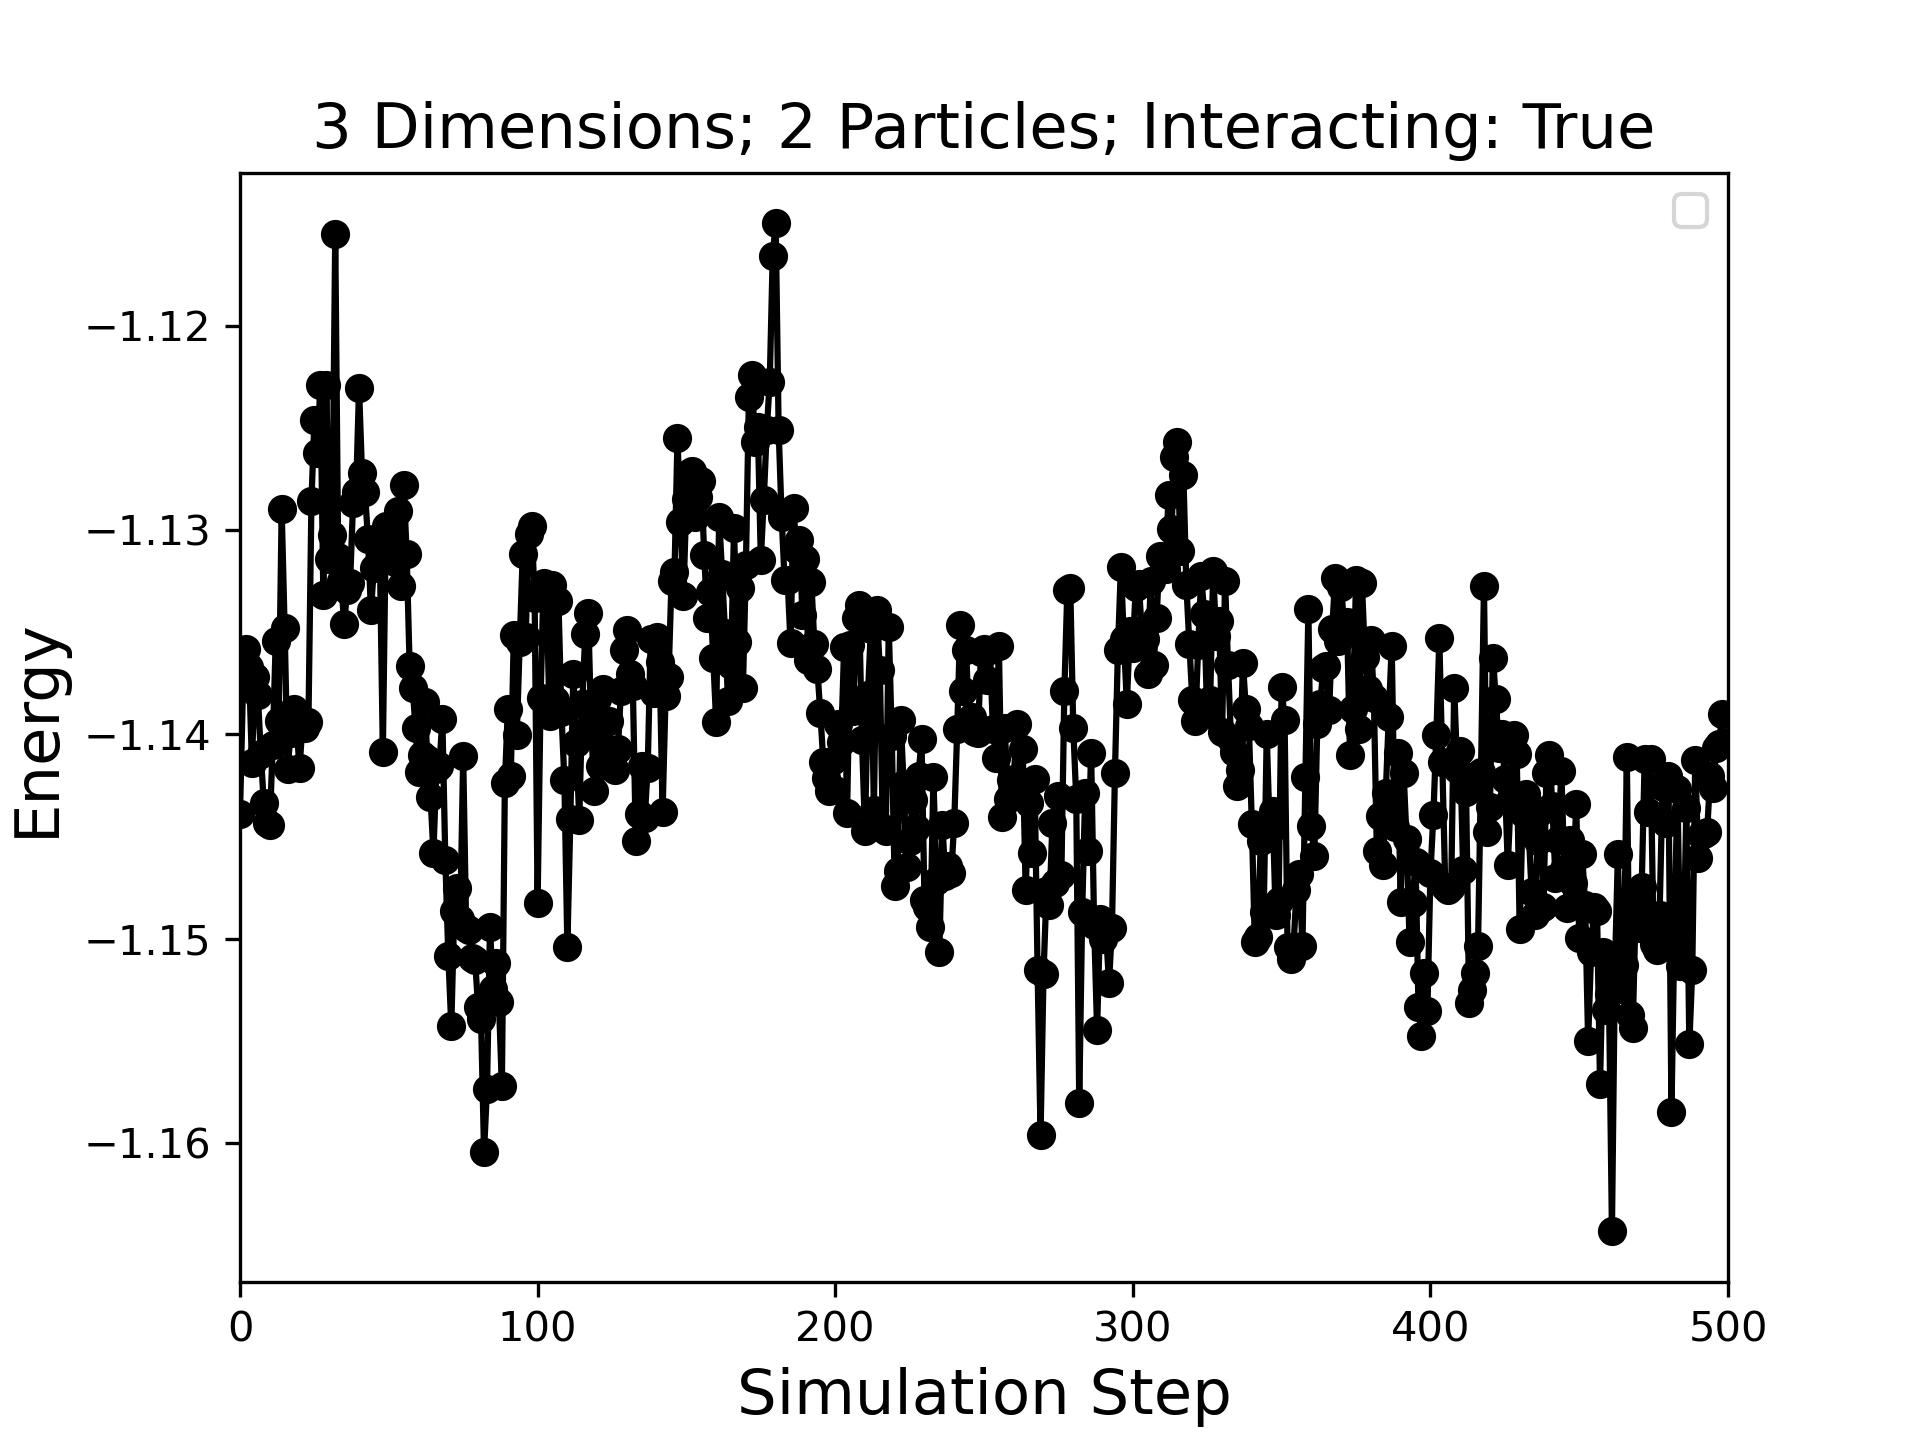 3 Dimensions; 2 Particles; Interacting: True
Energy
−1.12
−1.13
−1.14
−1.15
−1.16
0 100 200 300 400 500
Simulation Step